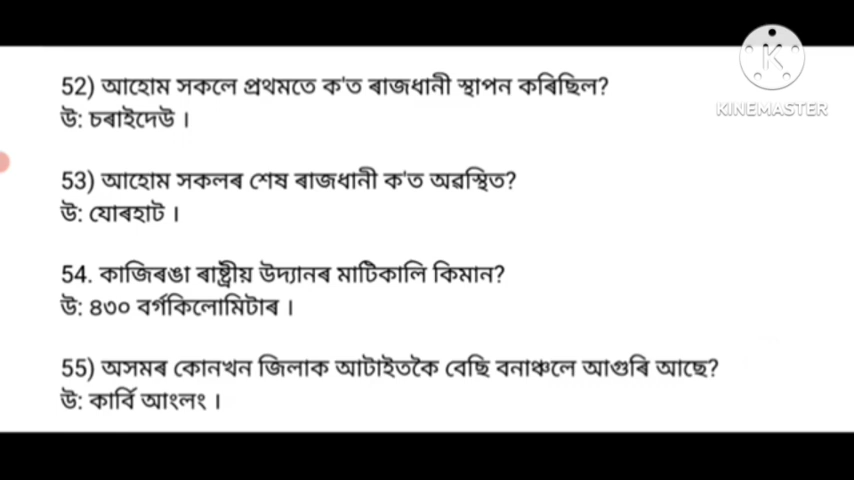 KINEMASTER
52) আহোম সকলে প্ৰথমতে ক'ত ৰাজধানী স্থাপন কৰিছিল?
উ: চৰাইদেউ ।
53) আহোম সকলৰ শেষ ৰাজধানী ক'ত অৱস্থিত?
উ: যোৰহাট ।
54. কাজিৰঙা ৰাষ্ট্ৰীয় উদ্যানৰ মাটিকালি কিমান?
উ: ৪৩০ বৰ্গকিলোমিটাৰ ।
55) অসমৰ কোনখন জিলাক আটাইতকৈ বেছি বনাঞ্চলে আগুৰি আছে?
উ: কাৰ্বি আংলং ।